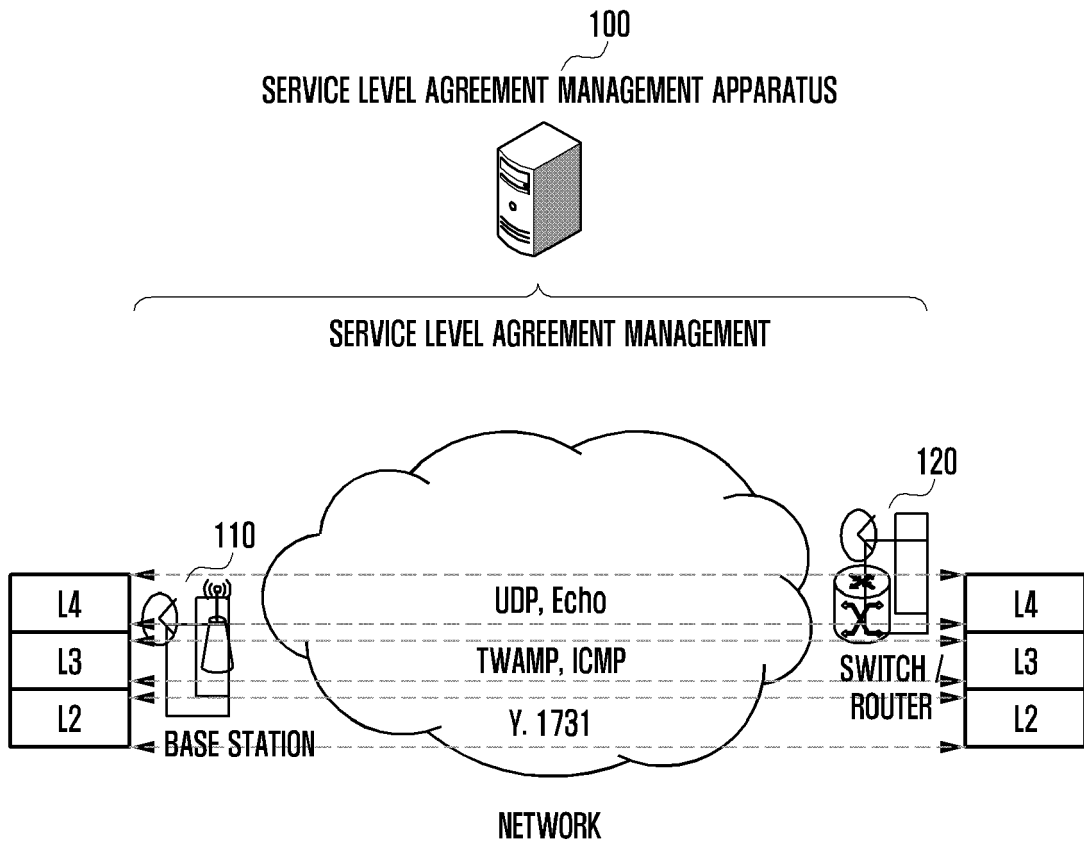 100
SERVICE LEVEL AGREEMENT MANAGEMENT APPARATUS
SERVICE LEVEL AGREEMENT MANAGEMENT
120
110
L4
UDP, Echo
L4
L3
TWAMP, ICMP
SWITCH /
ROUTER
L3
L2
Y. 1731
L2
BASE STATION
NETWORK